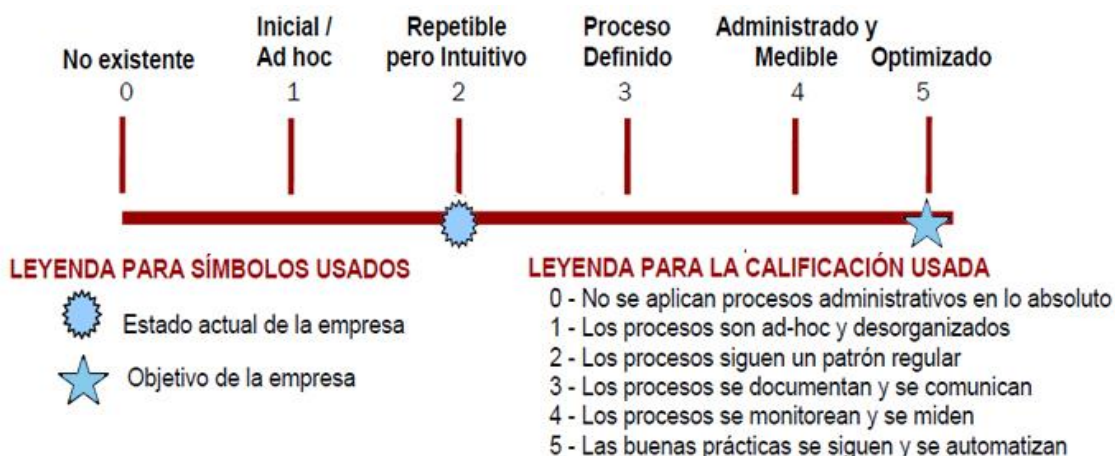 No existente
0
Inicial /
Ad hoc
1
Repetible
pero Intuitivo
2
Proceso
Definido
3
Administrado y
Medible
4
Optimizado
5
LEYENDA PARA SÍMBOLOS USADOS
Estado actual de la empresa
Objetivo de la empresa
LEYENDA PARA LA CALIFICACIÓN USADA
0 - No se aplican procesos administrativos en lo absoluto
1 - Los procesos son ad-hoc y desorganizados
2 - Los procesos siguen un patrón regular
3 - Los procesos se documentan y se comunican
4 - Los procesos se monitorean y se miden
5 - Las buenas prácticas se siguen y se automatizan